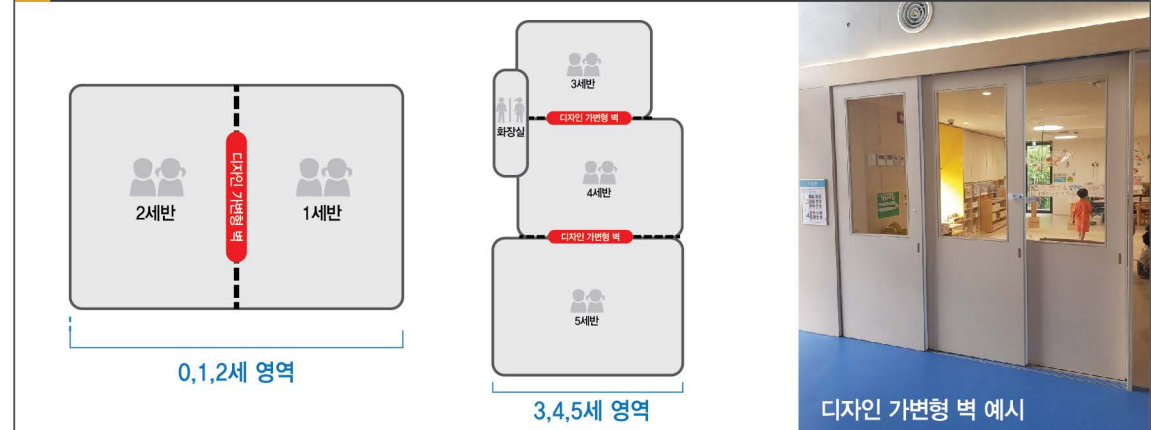 2세반
디자인 가변형 벽
1세반
0,1,2세 영역
3세반
화장실
디자인 가변형 벽
4세반
디자인 가변형 벽
5세반
3,4,5세 영역
디자인 가변형 벽 예시